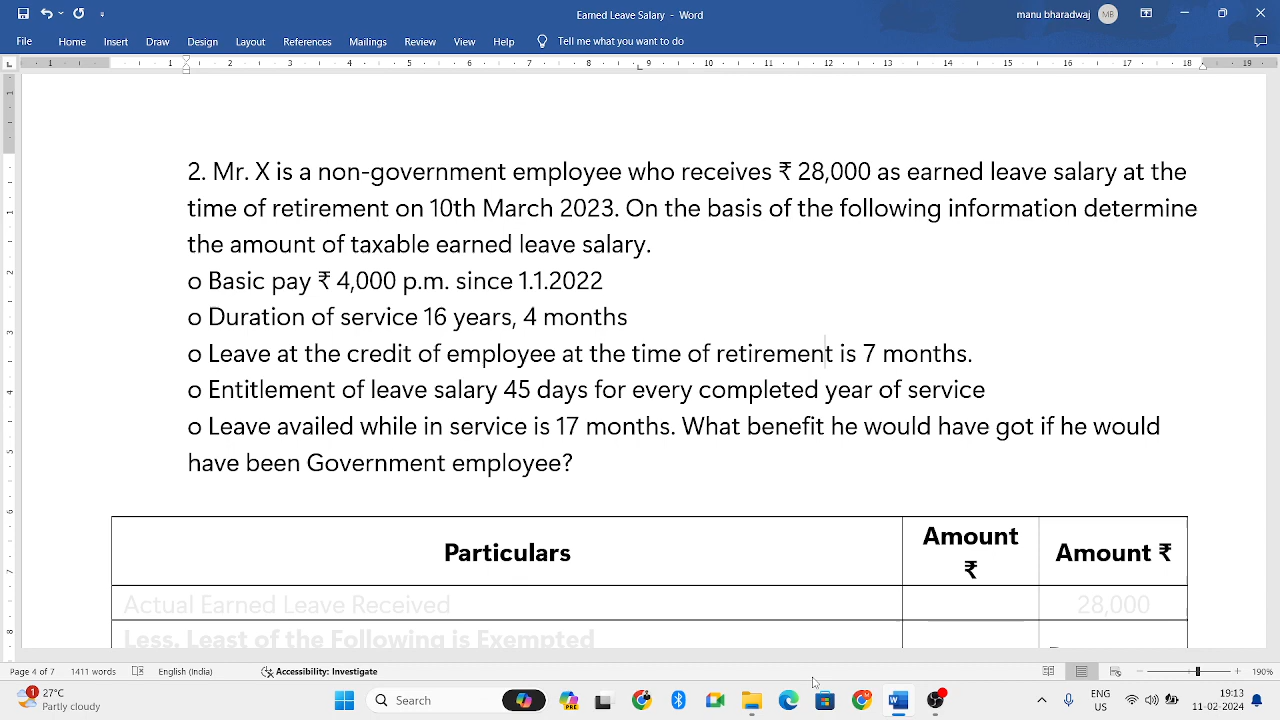 Earned Leave Salary - Word
manu bharadwaj MB
File Home Insert Draw Design Layout References Mailings Review View Help Tell me what you want to do
2. Mr. X is a non-government employee who receives ₹ 28,000 as earned leave salary at the
time of retirement on 10th March 2023. On the basis of the following information determine
the amount of taxable earned leave salary.
o Basic pay ₹ 4,000 p.m. since 1.1.2022
o Duration of service 16 years, 4 months
o Leave at the credit of employee at the time of retirement is 7 months.
o Entitlement of leave salary 45 days for every completed year of service
o Leave availed while in service is 17 months. What benefit he would have got if he would
have been Government employee?
Particulars Amount ₹ Amount ₹
Actual Earned Leave Received 28,000
Less. Least of the Following is Exempted
Page 4 of 7 1411 words English (India) Accessibility: Investigate 190%
1 27°C
Partly cloudy
Search
PRE
ENG
IN
19:13
11-02-2024